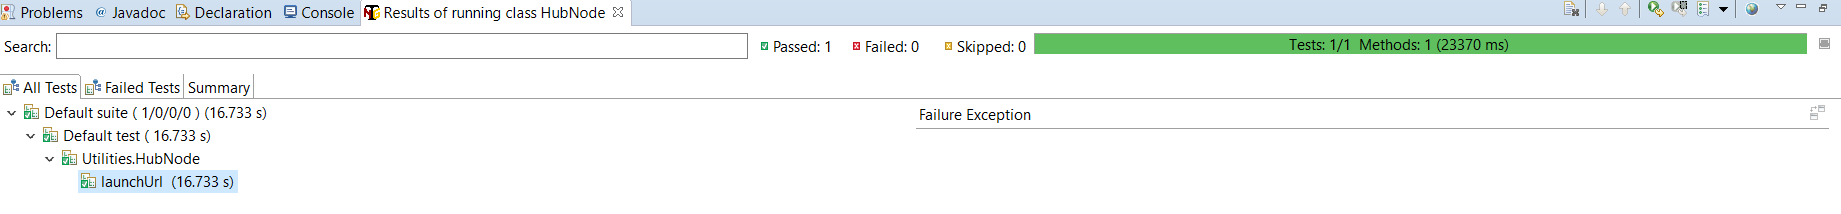 Problems @ Javadoc Declaration Console Results of running class HubNode
Search: Passed: 1 Failed: 0 Skipped: 0 Tests: 1/1 Methods: 1 (23370 ms)
All Tests Failed Tests Summary
Default suite ( 1/0/0/0 ) (16.733 s)
Failure Exception
Default test ( 16.733 s)
Utilities.HubNode
launchUrl (16.733 s)